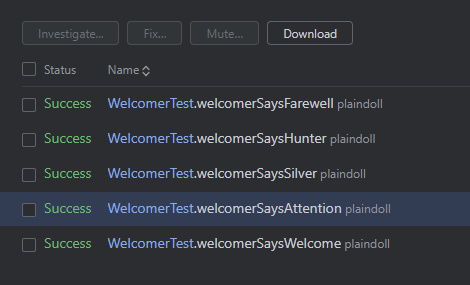 Investigate... Fix... Mute... Download
Status Name
Success WelcomerTest.welcomerSaysFarewell plaindoll
Success WelcomerTest.welcomerSaysHunter plaindoll
Success WelcomerTest.welcomerSaysSilver plaindoll
Success WelcomerTest.welcomerSaysAttention plaindoll
Success WelcomerTest.welcomerSaysWelcome plaindoll